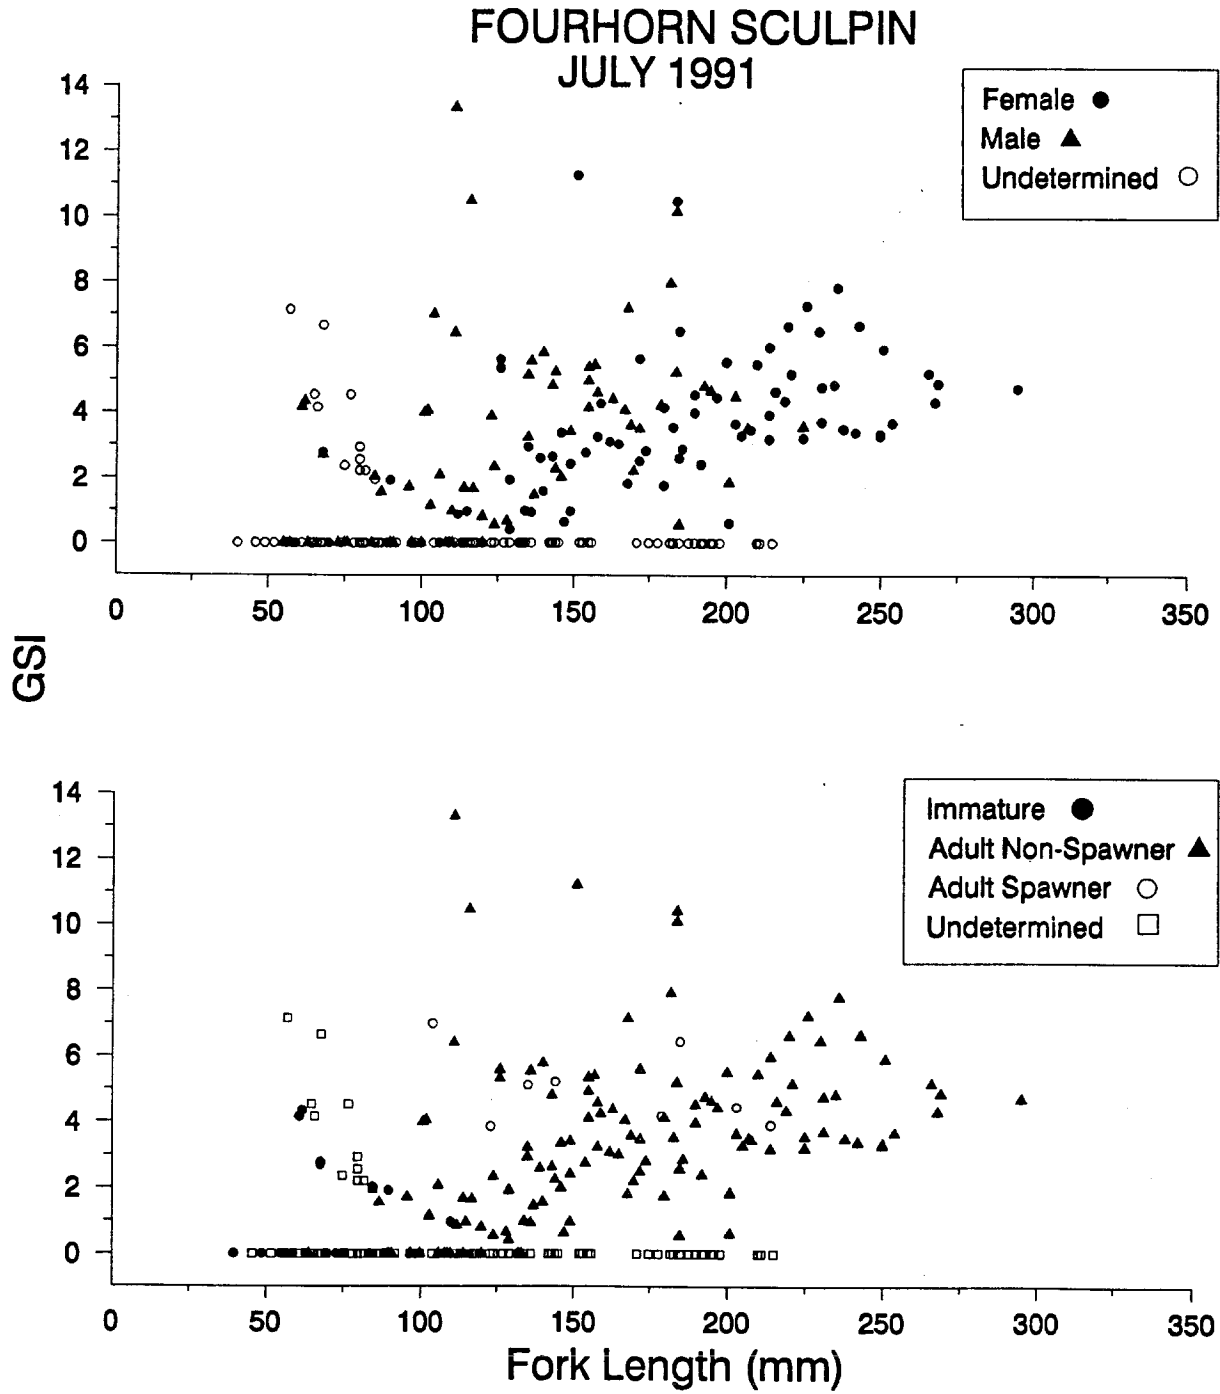 FOURHORN SCULPIN
JULY 1991
Female
Male
Undetermined
14
12
10
8
6
4
2
0
0 50 100 150 200 250 300 350
GSI
Immature
Adult Non-Spawner
Adult Spawner
Undetermined
14
12
10
8
6
4
2
0
0 50 100 150 200 250 300 350
Fork Length (mm)